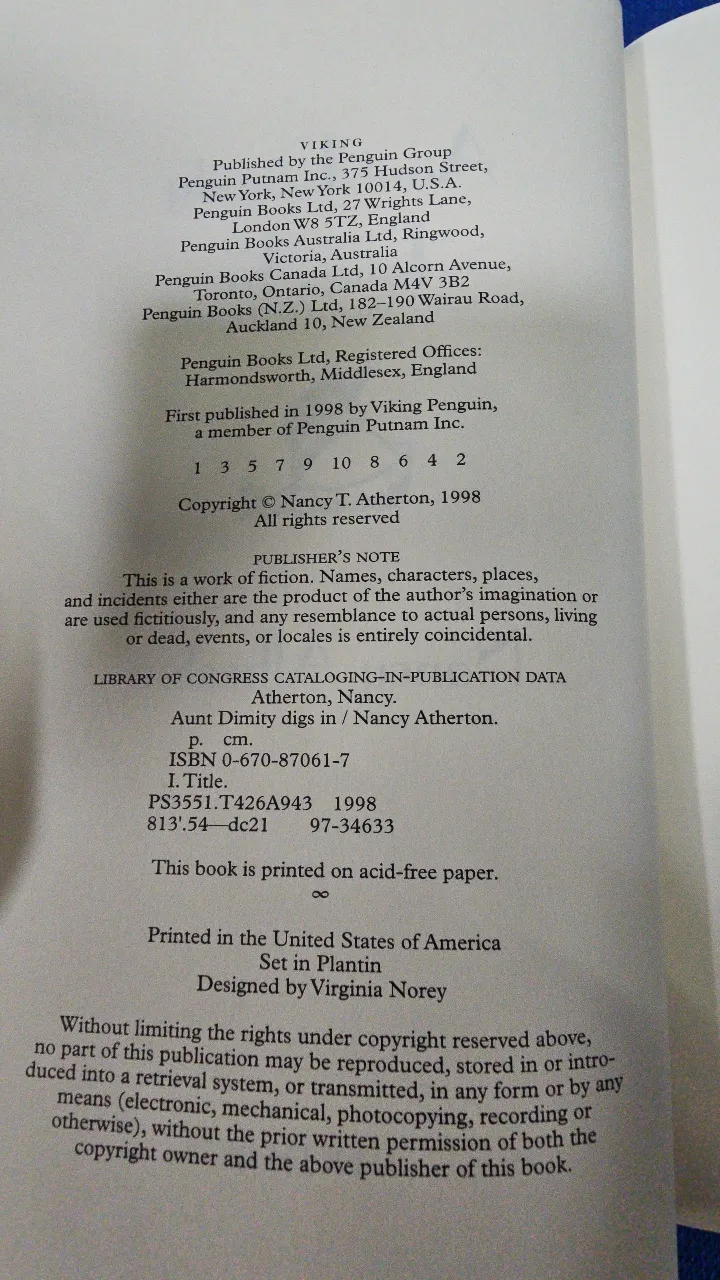 VIKING
Published by the Penguin Group
Penguin Putnam Inc., 375 Hudson Street,
New York, New York 10014, U.S.A.
Penguin Books Ltd, 27 Wrights Lane,
London W8 5TZ, England
Penguin Books Australia Ltd, Ringwood,
Victoria, Australia
Penguin Books Canada Ltd, 10 Alcorn Avenue,
Toronto, Ontario, Canada M4V 3B2
Penguin Books (N.Z.) Ltd, 182–190 Wairau Road,
Auckland 10, New Zealand
Penguin Books Ltd, Registered Offices:
Harmondsworth, Middlesex, England
First published in 1998 by Viking Penguin,
a member of Penguin Putnam Inc.
1 3 5 7 9 10 8 6 4 2
Copyright © Nancy T. Atherton, 1998
All rights reserved
PUBLISHER'S NOTE
This is a work of fiction. Names, characters, places,
and incidents either are the product of the author's imagination or
are used fictitiously, and any resemblance to actual persons, living
or dead, events, or locales is entirely coincidental.
LIBRARY OF CONGRESS CATALOGING-IN-PUBLICATION DATA
Atherton, Nancy.
Aunt Dimity digs in / Nancy Atherton.
p. cm.
ISBN 0-670-87061-7
I. Title.
PS3551.T426A943 1998
813'.54—dc21 97-34633
This book is printed on acid-free paper.
∞
Printed in the United States of America
Set in Plantin
Designed by Virginia Norey
Without limiting the rights under copyright reserved above,
no part of this publication may be reproduced, stored in or intro-
duced into a retrieval system, or transmitted, in any form or by any
means (electronic, mechanical, photocopying, recording or
otherwise), without the prior written permission of both the
copyright owner and the above publisher of this book.